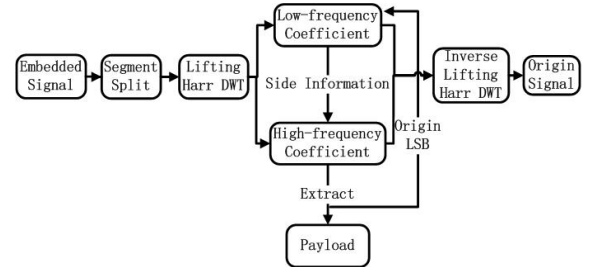 Low-frequency
Coefficient
Embedded
Signal
Segment
Split
Lifting
Harr DWT
Side Information
Inverse
Lifting
Harr DWT
Origin
Signal
Origin
LSB
High-frequency
Coefficient
Extract
Payload